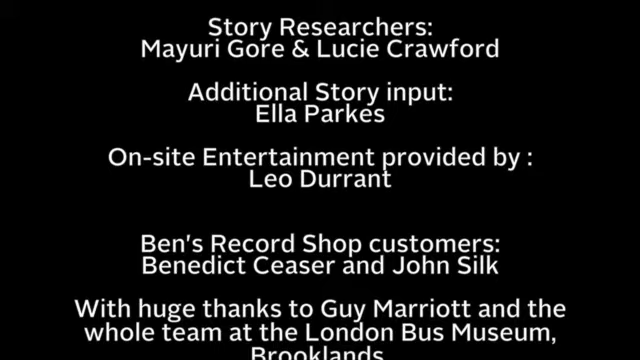 Story Researchers:
Mayuri Gore & Lucie Crawford
Additional Story input:
Ella Parkes
On-site Entertainment provided by :
Leo Durrant
Ben's Record Shop customers:
Benedict Ceaser and John Silk
With huge thanks to Guy Marriott and the
whole team at the London Bus Museum,
Brooklands